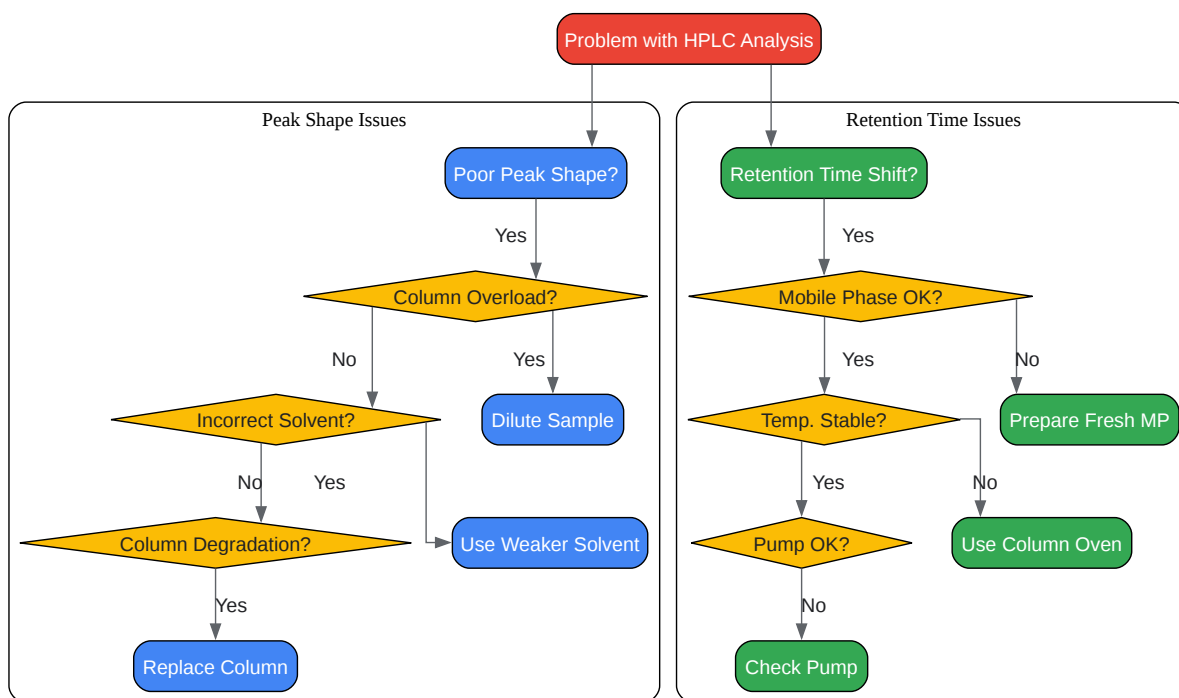 Problem with HPLC Analysis
Peak Shape Issues
Poor Peak Shape?
Yes
Column Overload?
No
Yes
Incorrect Solvent?
Dilute Sample
No
Yes
Column Degradation?
Use Weaker Solvent
Yes
Replace Column
Retention Time Issues
Retention Time Shift?
Yes
Mobile Phase OK?
Yes
No
Temp. Stable?
Prepare Fresh MP
Yes
No
Pump OK?
Use Column Oven
No
Check Pump